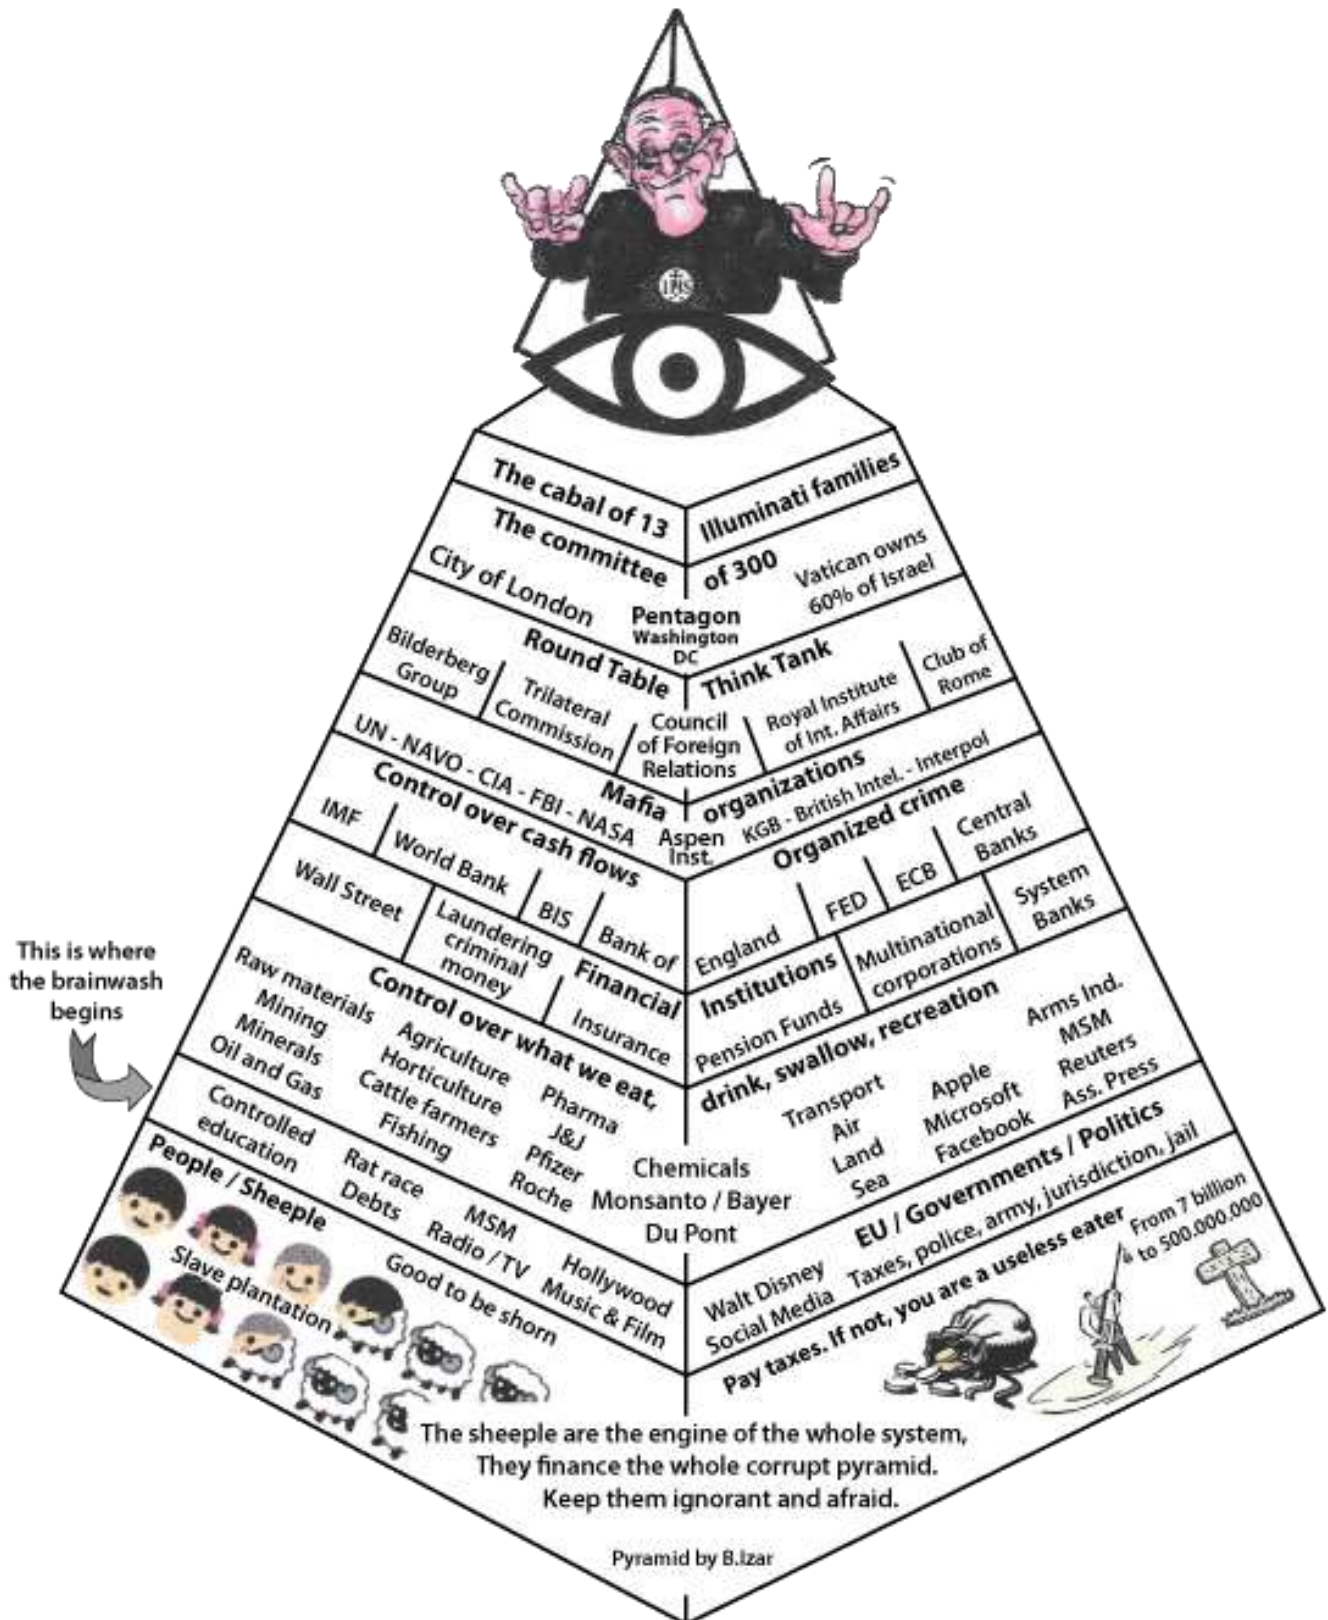 IHS
The cabal of 13
Illuminati families
The committee
of 300
City of London
Pentagon
Washington
DC
Vatican owns
60% of Israel
Round Table
Think Tank
Bilderberg
Group
Trilateral
Commission
Council
of Foreign
Relations
Royal Institute
of Int. Affairs
Club of
Rome
Mafia
organizations
UN - NAVO - CIA - FBI - NASA
Aspen
Inst.
KGB - British Intel. - Interpol
Control over cash flows
Organized crime
IMF
World Bank
BIS
Bank of
England
FED
ECB
Central
Banks
Financial
Institutions
Wall Street
Laundering
criminal
money
Insurance
Pension Funds
Multinational
corporations
System
Banks
Control over what we eat,
drink, swallow, recreation
Raw materials
Mining
Minerals
Oil and Gas
Agriculture
Horticulture
Cattle farmers
Fishing
Pharma
J&J
Pfizer
Roche
Chemicals
Monsanto / Bayer
Du Pont
Transport
Air
Land
Sea
Apple
Microsoft
Facebook
Arms Ind.
MSM
Reuters
Ass. Press
This is where
the brainwash
begins
Controlled
education
Rat race
Debts
MSM
Radio / TV
Hollywood
Music & Film
EU / Governments / Politics
Walt Disney
Social Media
Taxes, police, army, jurisdiction, jail
People / Sheeple
Good to be shorn
Slave plantation
Pay taxes. If not, you are a useless eater
From 7 billion
to 500.000.000
The sheeple are the engine of the whole system,
They finance the whole corrupt pyramid.
Keep them ignorant and afraid.
Pyramid by B.Izar